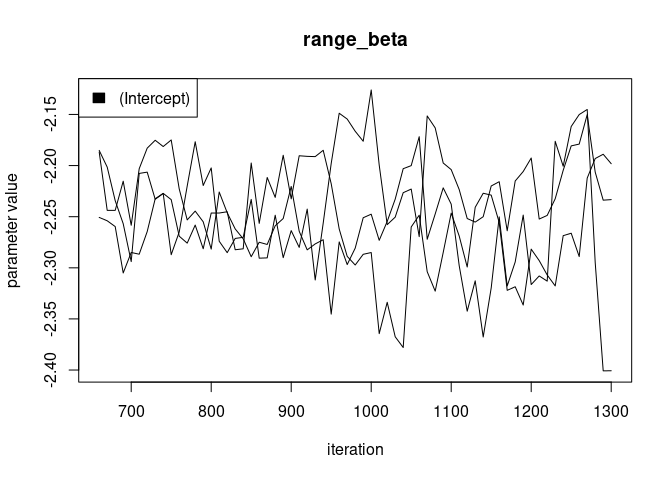 range_beta
(Intercept)
parameter value
-2.15
-2.20
-2.25
-2.30
-2.35
-2.40
700 800 900 1000 1100 1200 1300
iteration